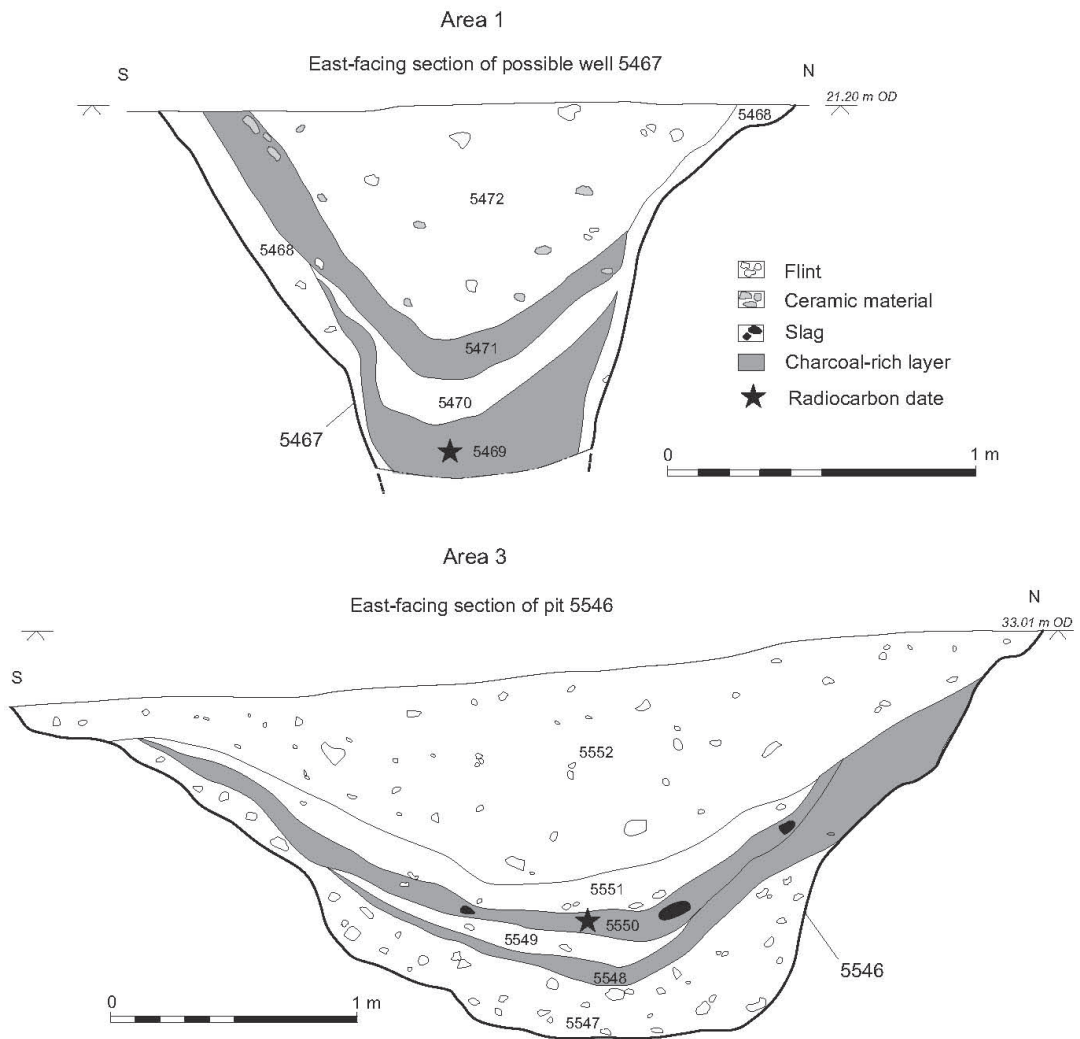 Area 1
East-facing section of possible well 5467
S
N
21.20 m OD
5468
5472
5468
5471
5470
5467
5469
Flint
Ceramic material
Slag
Charcoal-rich layer
Radiocarbon date
0 1 m
Area 3
East-facing section of pit 5546
N
33.01 m OD
S
5552
5551
5550
5549
5546
5548
5547
0 1 m